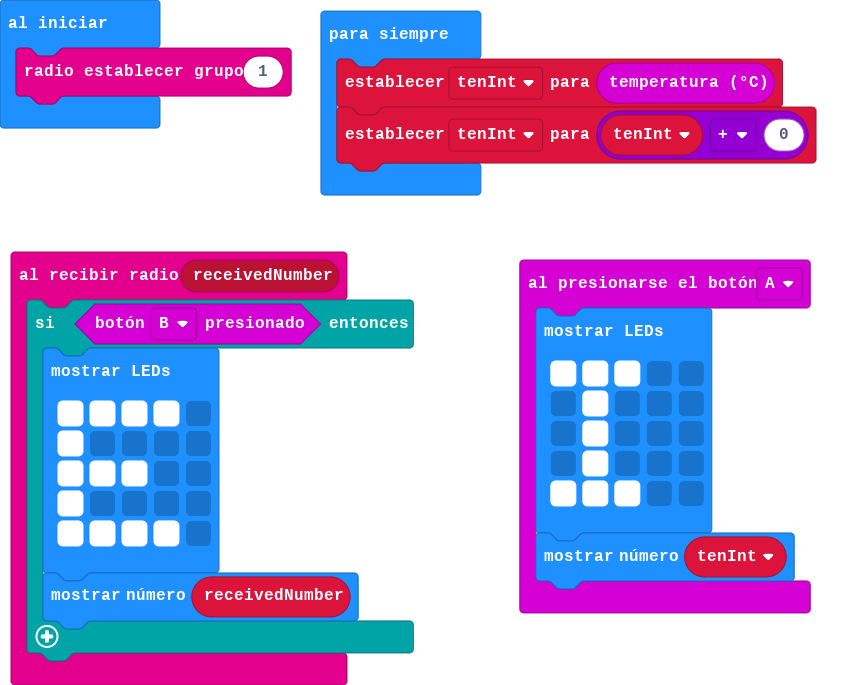 al iniciar
radio establecer grupo 1
para siempre
establecer tenInt para temperatura (°C)
establecer tenInt para tenInt + 0
al recibir radio receivedNumber
si botón B presionado entonces
mostrar LEDs
mostrar número receivedNumber
al presionarse el botón A
mostrar LEDs
mostrar número tenInt